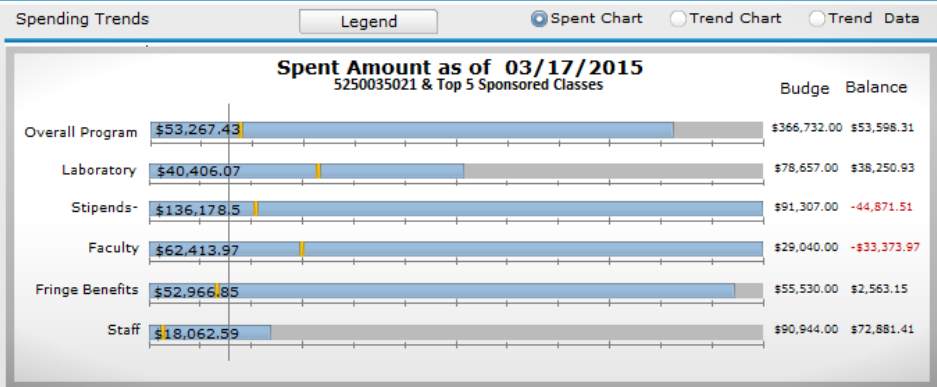 Spending Trends Legend Spent Chart Trend Chart Trend Data
Spent Amount as of 03/17/2015
5250035021 & Top 5 Sponsored Classes
Budge Balance
Overall Program $53,267.43 $366,732.00 $53,598.31
Laboratory $40,406.07 $78,657.00 $38,250.93
Stipends- $136,178.5 $91,307.00 -44,871.51
Faculty $62,413.97 $29,040.00 -$33,373.97
Fringe Benefits $52,966.85 $55,530.00 $2,563.15
Staff $18,062.59 $90,944.00 $72,881.41